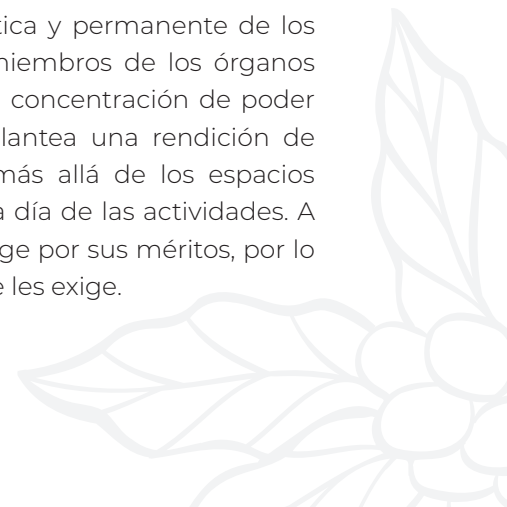 tica y permanente de los
miembros de los órganos
concentración de poder
lantea una rendición de
más allá de los espacios
a día de las actividades. A
ge por sus méritos, por lo
e les exige.